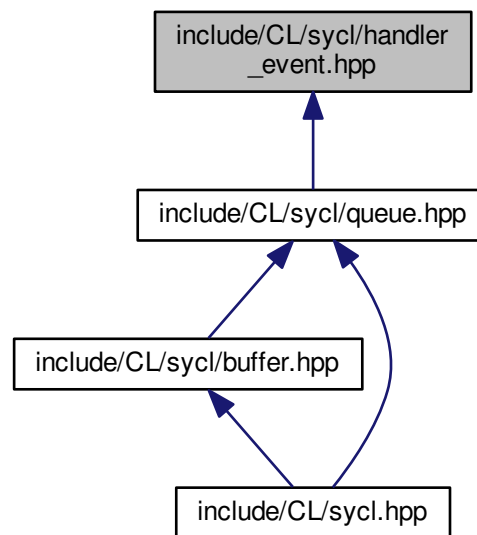 include/CL/sycl/handler
_event.hpp
include/CL/sycl/queue.hpp
include/CL/sycl/buffer.hpp
include/CL/sycl.hpp